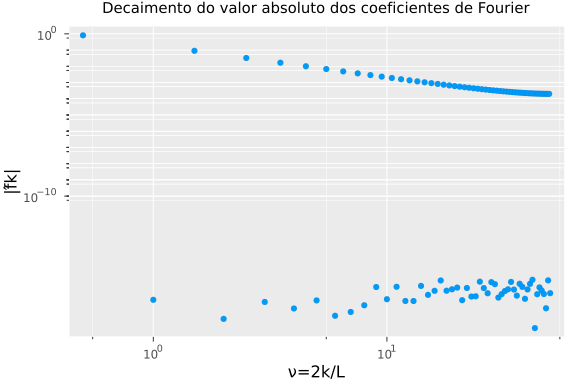 Decaimento do valor absoluto dos coeficientes de Fourier
10⁰
10⁻¹⁰
|f̂k|
10⁰ 10¹
ν=2k/L